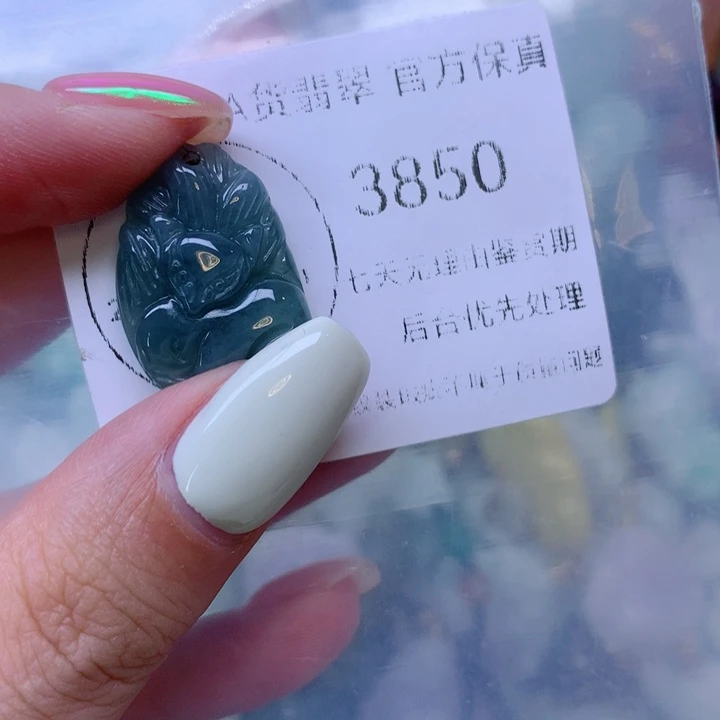 A货翡翠 官方保真
3850
七天无理由鉴赏期
后台优先处理